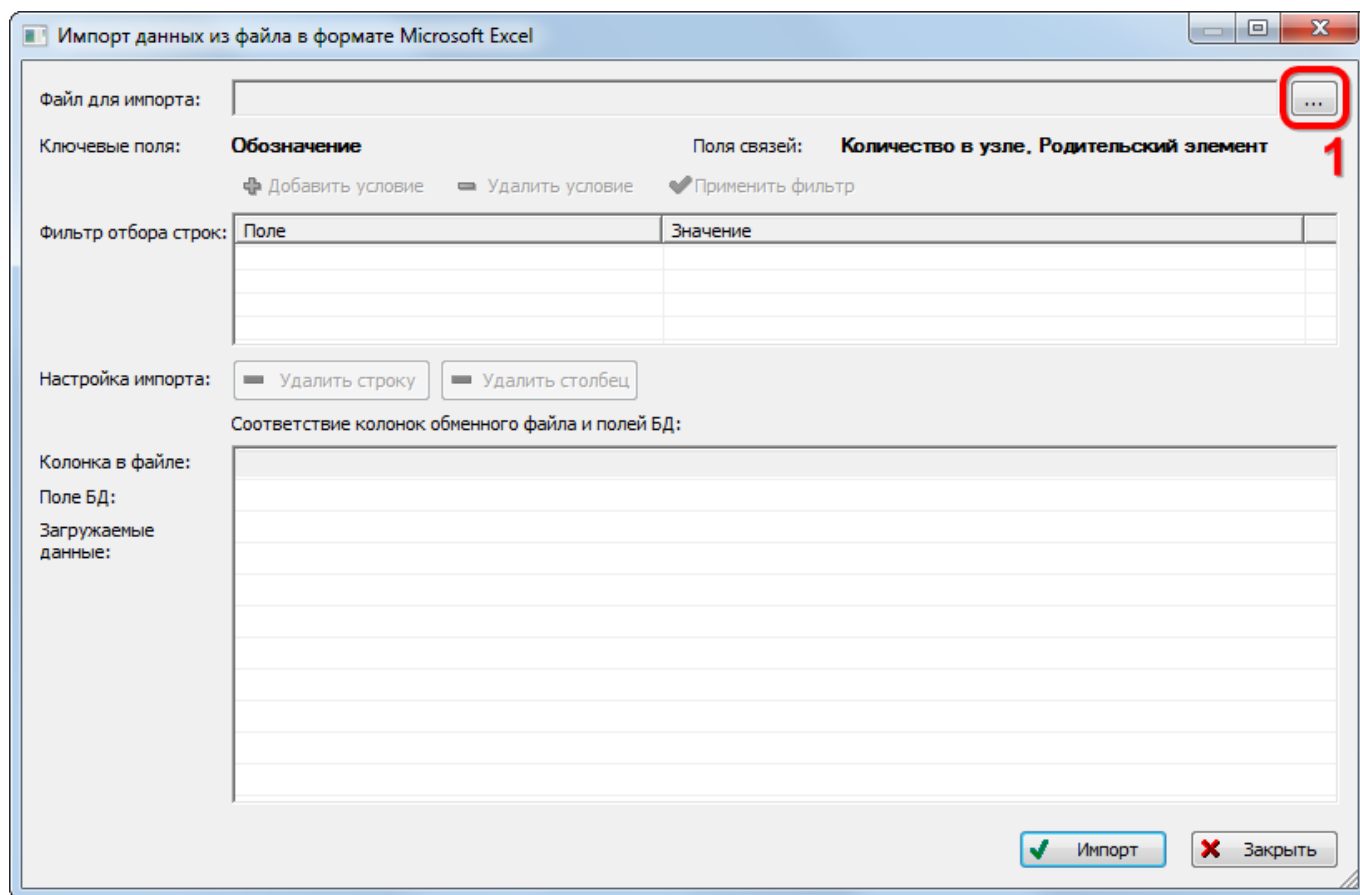 Импорт данных из файла в формате Microsoft Excel
Файл для импорта: ...
1
Ключевые поля: Обозначение Поля связей: Количество в узле, Родительский элемент
Добавить условие Удалить условие Применить фильтр
Фильтр отбора строк: Поле Значение
Настройка импорта: Удалить строку Удалить столбец
Соответствие колонок обменного файла и полей БД:
Колонка в файле:
Поле БД:
Загружаемые
данные:
Импорт Закрыть